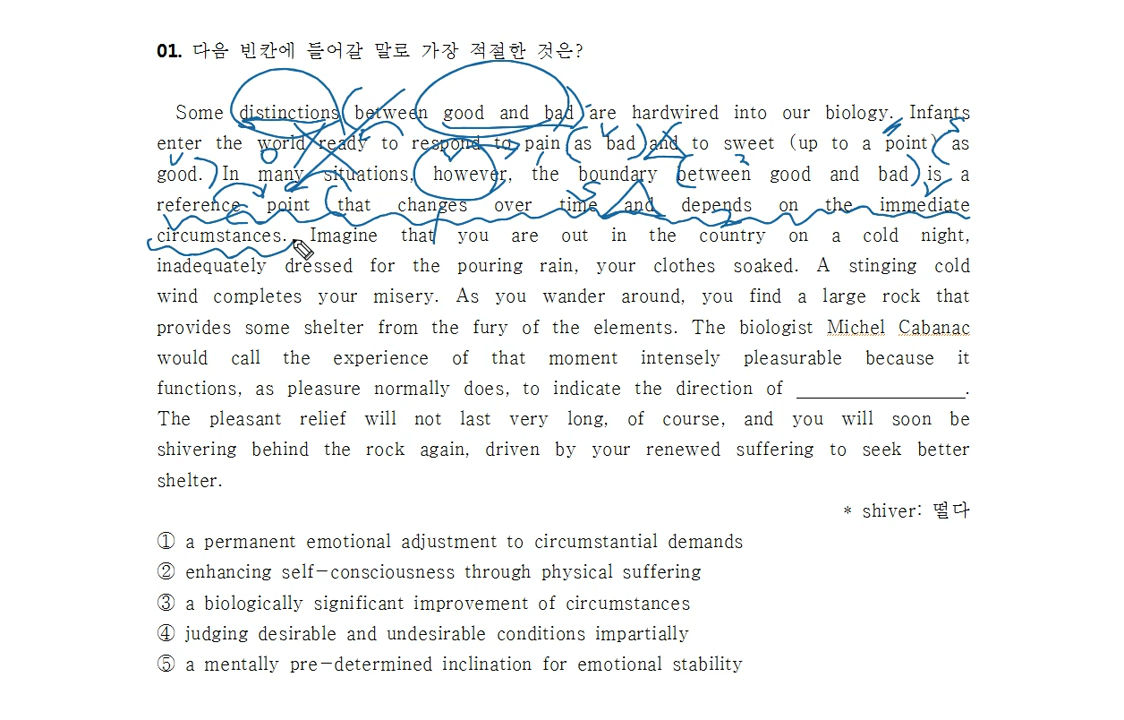 01. 다음 빈칸에 들어갈 말로 가장 적절한 것은?
Some distinctions between good and bad are hardwired into our biology. Infants
enter the world ready to respond to pain as bad and to sweet (up to a point) as
good. In many situations, however, the boundary between good and bad is a
reference point that changes over time and depends on the immediate
circumstances. Imagine that you are out in the country on a cold night,
inadequately dressed for the pouring rain, your clothes soaked. A stinging cold
wind completes your misery. As you wander around, you find a large rock that
provides some shelter from the fury of the elements. The biologist Michel Cabanac
would call the experience of that moment intensely pleasurable because it
functions, as pleasure normally does, to indicate the direction of ________________.
The pleasant relief will not last very long, of course, and you will soon be
shivering behind the rock again, driven by your renewed suffering to seek better
shelter.
* shiver: 떨다
① a permanent emotional adjustment to circumstantial demands
② enhancing self-consciousness through physical suffering
③ a biologically significant improvement of circumstances
④ judging desirable and undesirable conditions impartially
⑤ a mentally pre-determined inclination for emotional stability